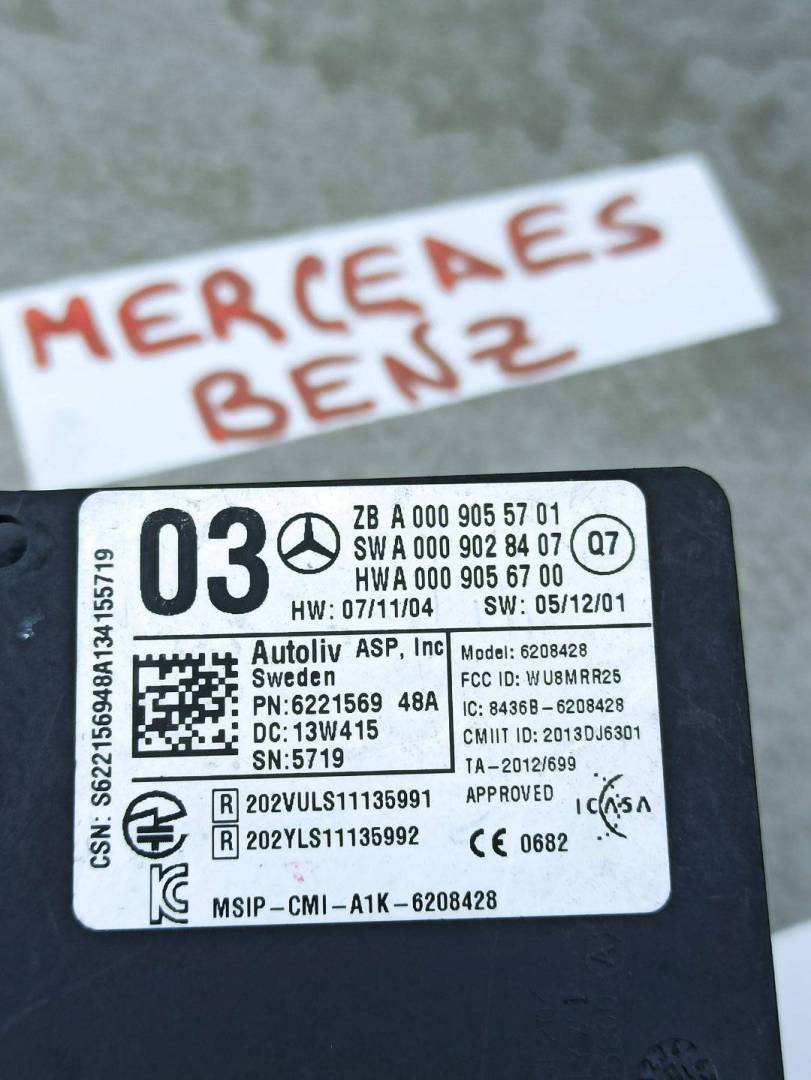 MERCEDES
BENZ
03
ZB A 000 905 57 01
SW A 000 902 84 07
HW A 000 905 67 00
Q7
HW: 07/11/04 SW: 05/12/01
CSN: S622156948A134155719
Autoliv ASP, Inc
Sweden
PN:6221569 48A
DC:13W415
SN:5719
Model: 6208428
FCC ID: WU8MRR25
IC: 8436B-6208428
CMIIT ID: 2013DJ6301
TA-2012/699
APPROVED
ICASA
R 202VULS11135991
R 202YLS11135992
CE 0682
MSIP-CMI-A1K-6208428